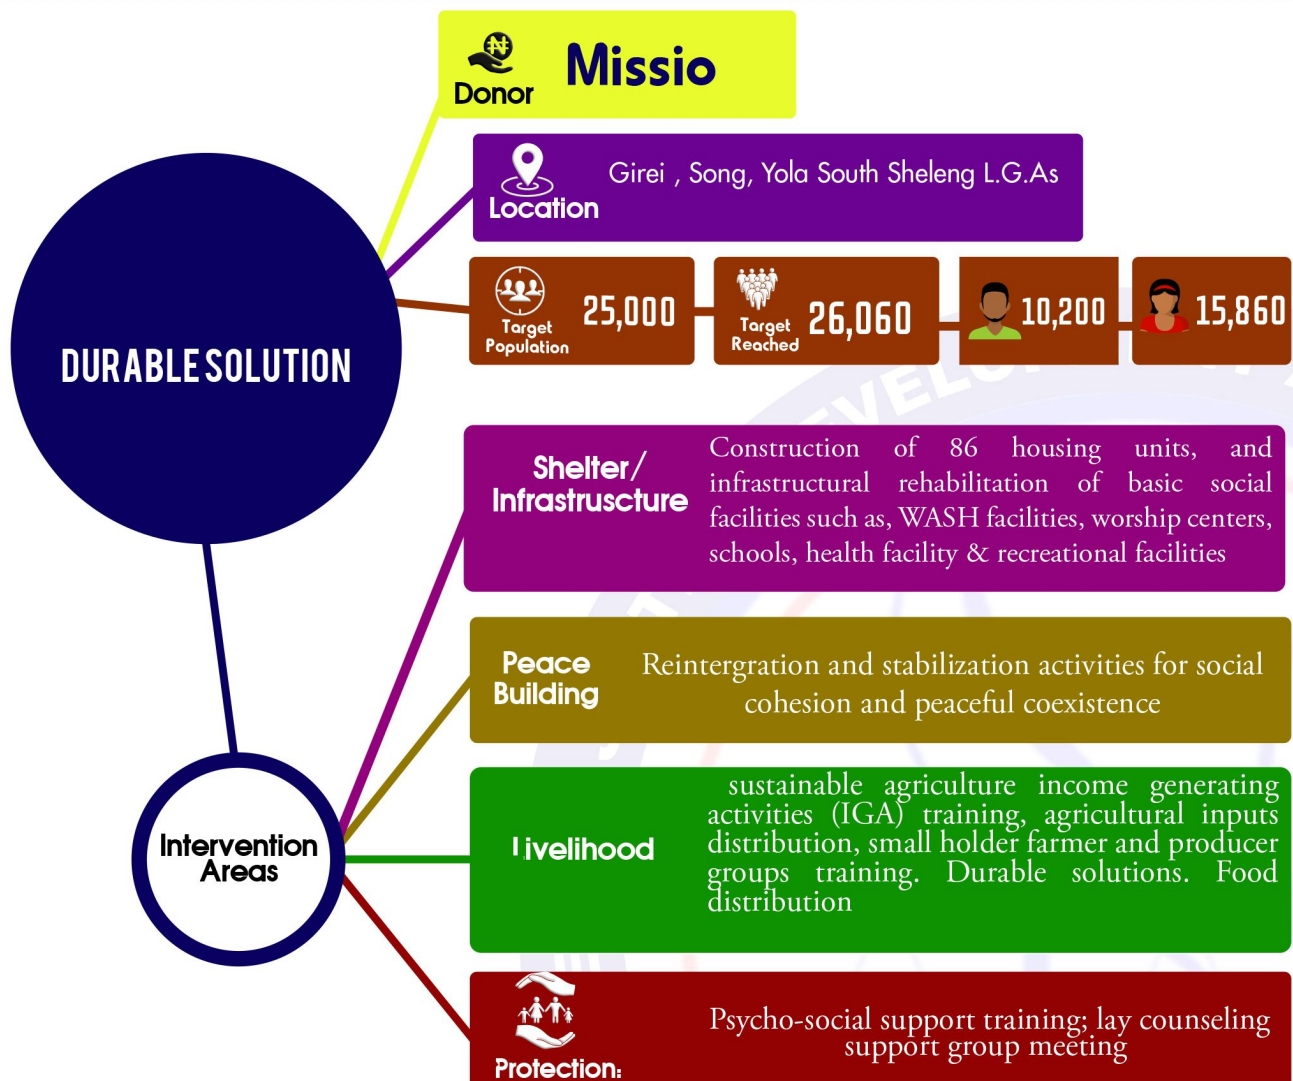 Missio
Donor
Girei , Song, Yola South Sheleng L.G.As
Location
DURABLE SOLUTION
Target
Population
25,000
Target
Reached
26,060
10,200
15,860
Shelter/
Infrastruscture
Construction of 86 housing units, and
infrastructural rehabilitation of basic social
facilities such as, WASH facilities, worship centers,
schools, health facility & recreational facilities
Peace
Building
Reintergration and stabilization activities for social
cohesion and peaceful coexistence
Intervention
Areas
Livelihood
sustainable agriculture income generating
activities (IGA) training, agricultural inputs
distribution, small holder farmer and producer
groups training. Durable solutions. Food
distribution
Protection:
Psycho-social support training; lay counseling
support group meeting